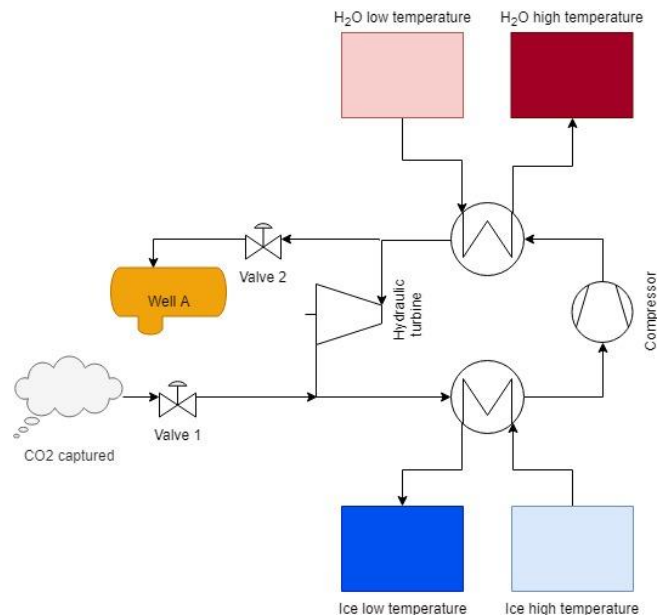 H₂O low temperature
H₂O high temperature
Valve 2
Well A
Hydraulic
turbine
Compressor
Valve 1
CO2 captured
Ice low temperature
Ice high temperature